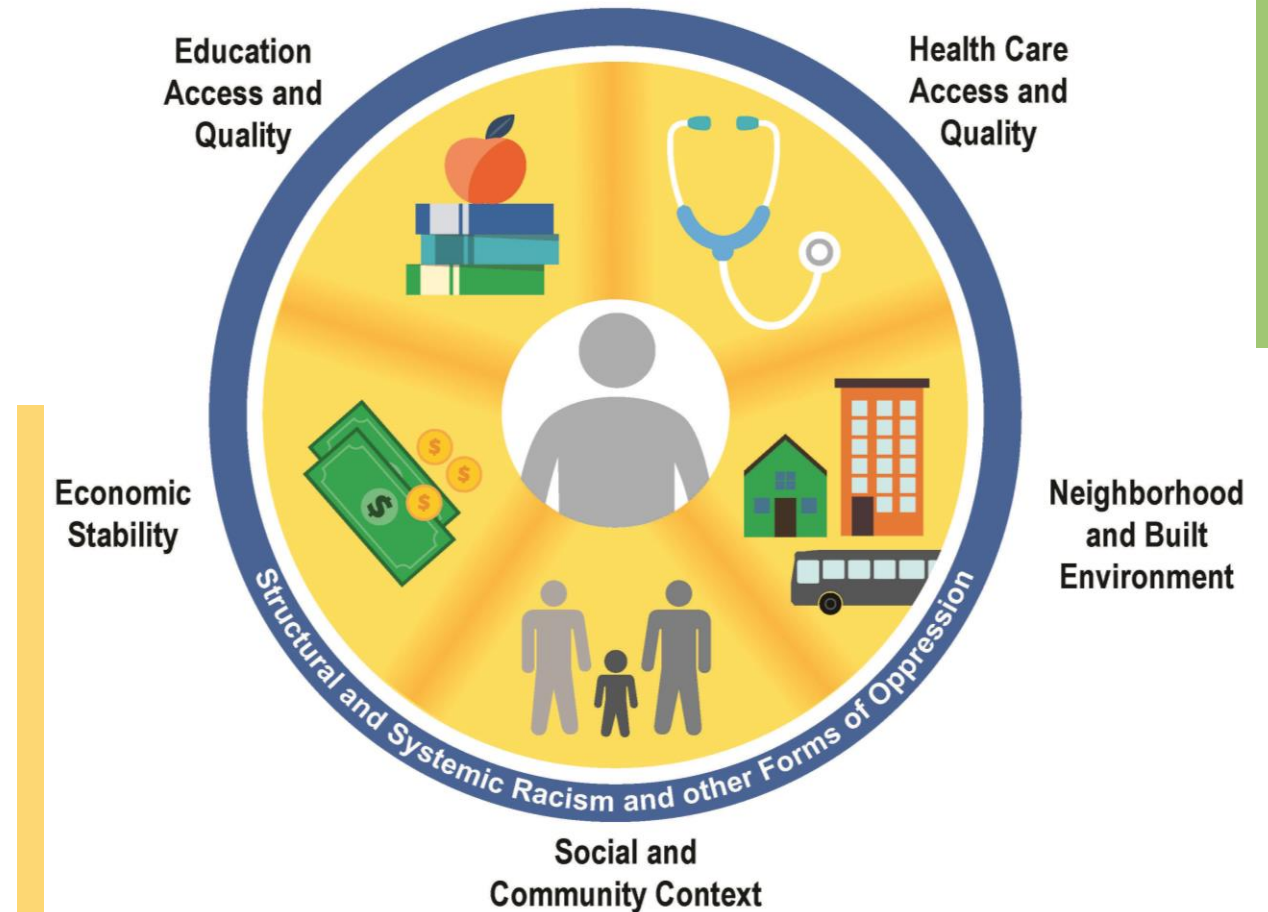 Education
Access and
Quality
Health Care
Access and
Quality
Economic
Stability
$
$
$
$
Neighborhood
and Built
Environment
Structural and Systemic Racism and other Forms of Oppression
Social and
Community Context